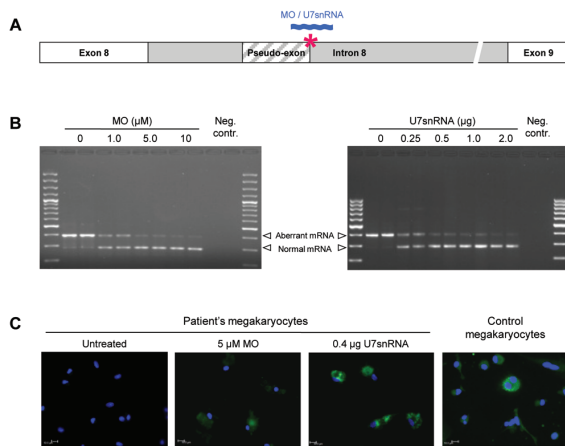 MO / U7snRNA
A
Exon 8 Pseudo-exon * Intron 8 Exon 9
B
MO (µM) Neg. contr.
0 1.0 5.0 10
U7snRNA (µg) Neg. contr.
0 0.25 0.5 1.0 2.0
Aberrant mRNA
Normal mRNA
C
Patient's megakaryocytes Control megakaryocytes
Untreated 5 µM MO 0.4 µg U7snRNA